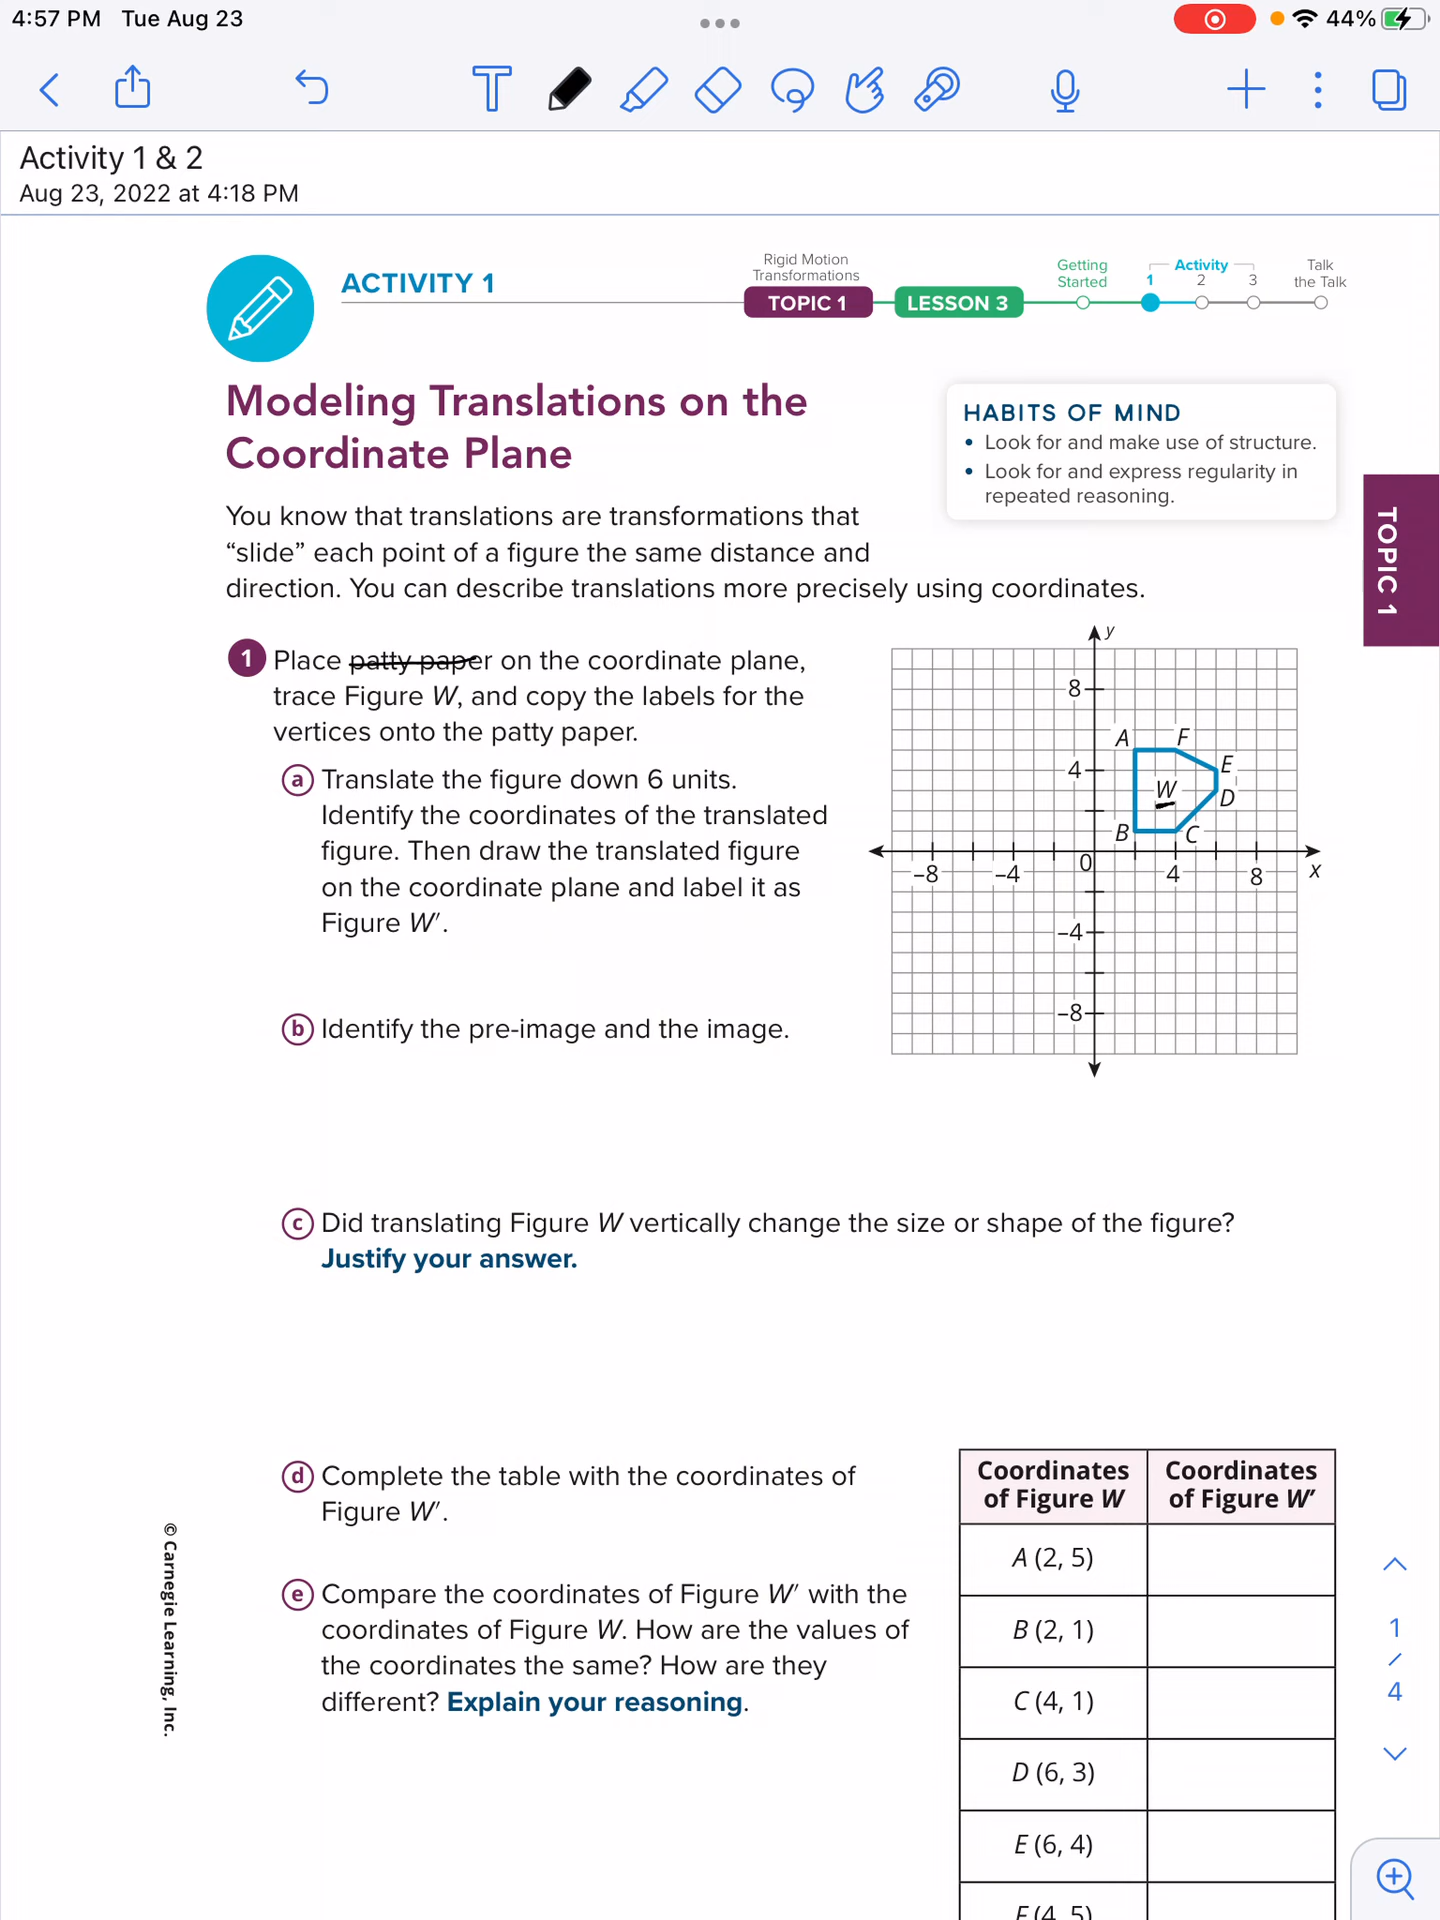 4:57 PM Tue Aug 23
44%
Activity 1 & 2
Aug 23, 2022 at 4:18 PM
ACTIVITY 1
Rigid Motion
Transformations
TOPIC 1
LESSON 3
Getting
Started
Activity
1 2 3
Talk
the Talk
Modeling Translations on the
Coordinate Plane
HABITS OF MIND
• Look for and make use of structure.
• Look for and express regularity in
repeated reasoning.
TOPIC 1
You know that translations are transformations that
“slide” each point of a figure the same distance and
direction. You can describe translations more precisely using coordinates.
1 Place patty paper on the coordinate plane,
trace Figure W, and copy the labels for the
vertices onto the patty paper.
a Translate the figure down 6 units.
Identify the coordinates of the translated
figure. Then draw the translated figure
on the coordinate plane and label it as
Figure W′.
y
8
A F
4 E
W
D
B C
0
−8 −4 4 8 x
−4
−8
b Identify the pre-image and the image.
c Did translating Figure W vertically change the size or shape of the figure?
Justify your answer.
d Complete the table with the coordinates of
Figure W′.
e Compare the coordinates of Figure W′ with the
coordinates of Figure W. How are the values of
the coordinates the same? How are they
different? Explain your reasoning.
Coordinates of Figure W
Coordinates of Figure W′
A (2, 5)
B (2, 1)
C (4, 1)
D (6, 3)
E (6, 4)
F (4, 5)
© Carnegie Learning, Inc.
1
/
4